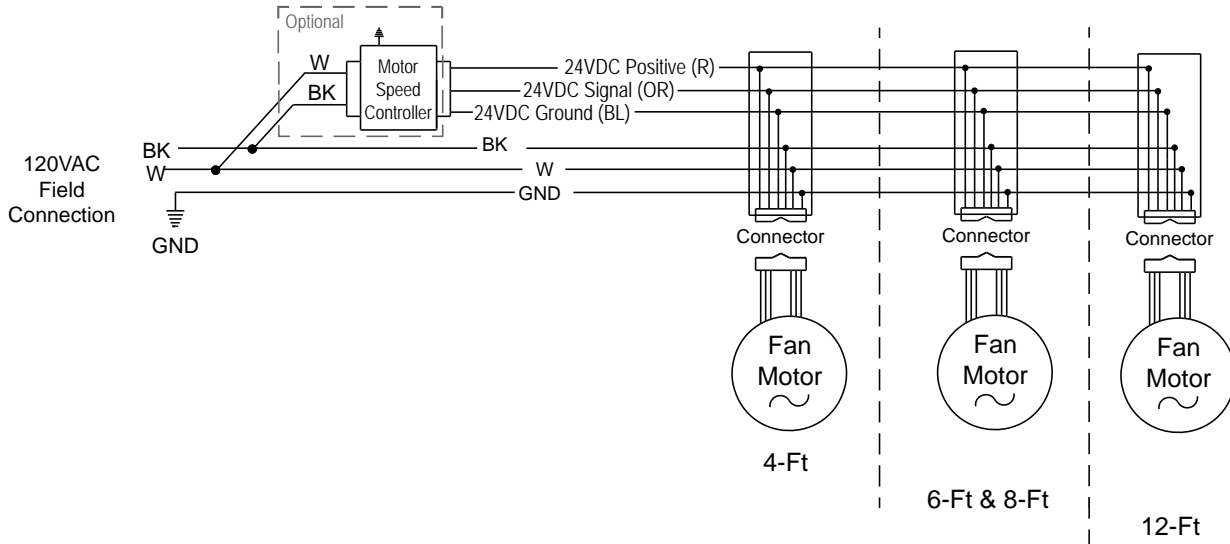 Optional
W
BK
Motor
Speed
Controller
24VDC Positive (R)
24VDC Signal (OR)
24VDC Ground (BL)
120VAC
Field
Connection
BK
W
BK
W
GND
GND
Connector
Connector
Connector
Fan
Motor
Fan
Motor
Fan
Motor
4-Ft
6-Ft & 8-Ft
12-Ft